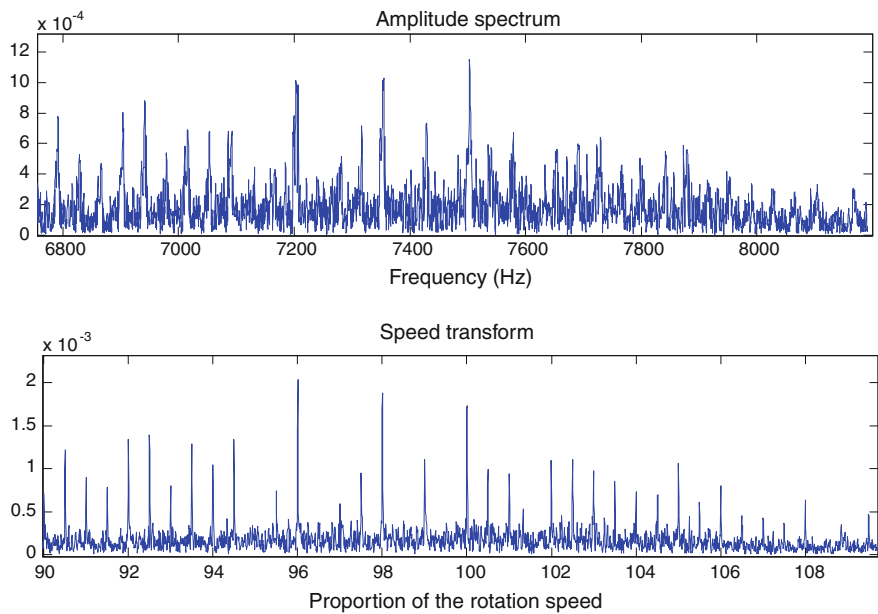 Amplitude spectrum
x 10-4
12
10
8
6
4
2
0
6800 7000 7200 7400 7600 7800 8000
Frequency (Hz)
Speed transform
x 10-3
2
1.5
1
0.5
0
90 92 94 96 98 100 102 104 106 108
Proportion of the rotation speed